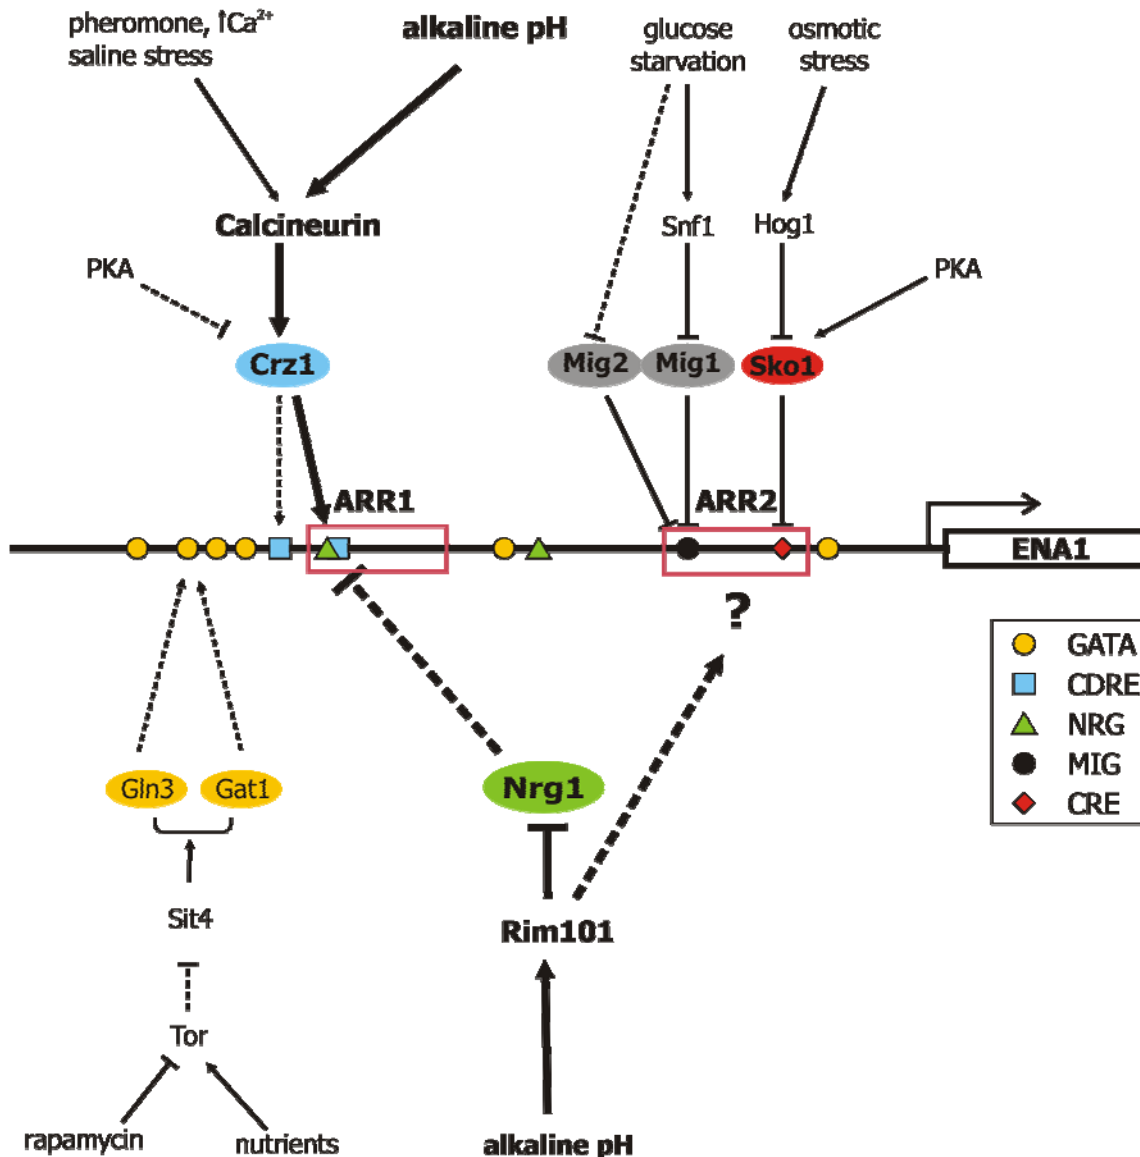 pheromone, ↑Ca²⁺
saline stress
alkaline pH
glucose
starvation
osmotic
stress
Calcineurin
Snf1
Hog1
PKA
PKA
Crz1
Mig2
Mig1
Sko1
ARR1
ARR2
ENA1
?
GATA
CDRE
NRG
MIG
CRE
Gln3
Gat1
Nrg1
Sit4
Rim101
Tor
rapamycin
nutrients
alkaline pH